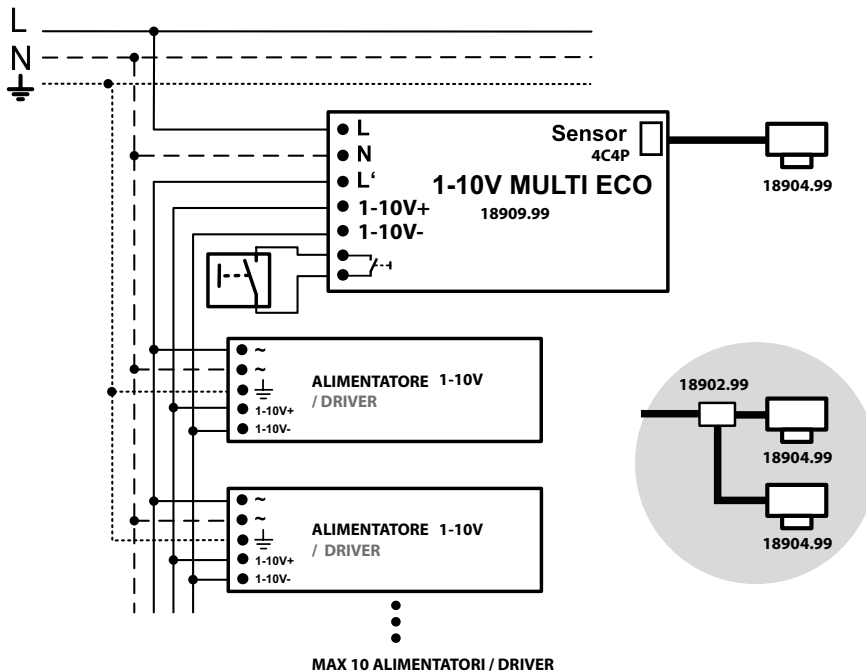 L
N
L
Sensor
N
4C4P
L‘
1-10V MULTI ECO
18904.99
1-10V+
18909.99
1-10V-
~
~
ALIMENTATORE 1-10V
/ DRIVER
1-10V+
1-10V-
18902.99
18904.99
18904.99
~
~
ALIMENTATORE 1-10V
/ DRIVER
1-10V+
1-10V-
MAX 10 ALIMENTATORI / DRIVER